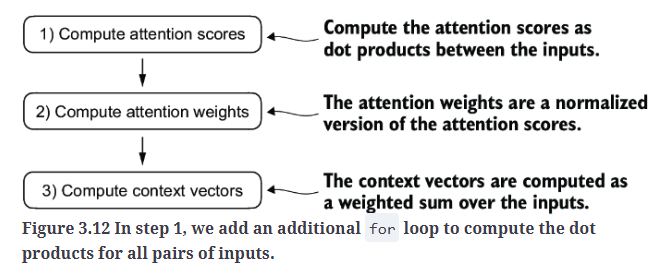 1) Compute attention scores
Compute the attention scores as
dot products between the inputs.
2) Compute attention weights
The attention weights are a normalized
version of the attention scores.
3) Compute context vectors
The context vectors are computed as
a weighted sum over the inputs.
Figure 3.12 In step 1, we add an additional for loop to compute the dot
products for all pairs of inputs.